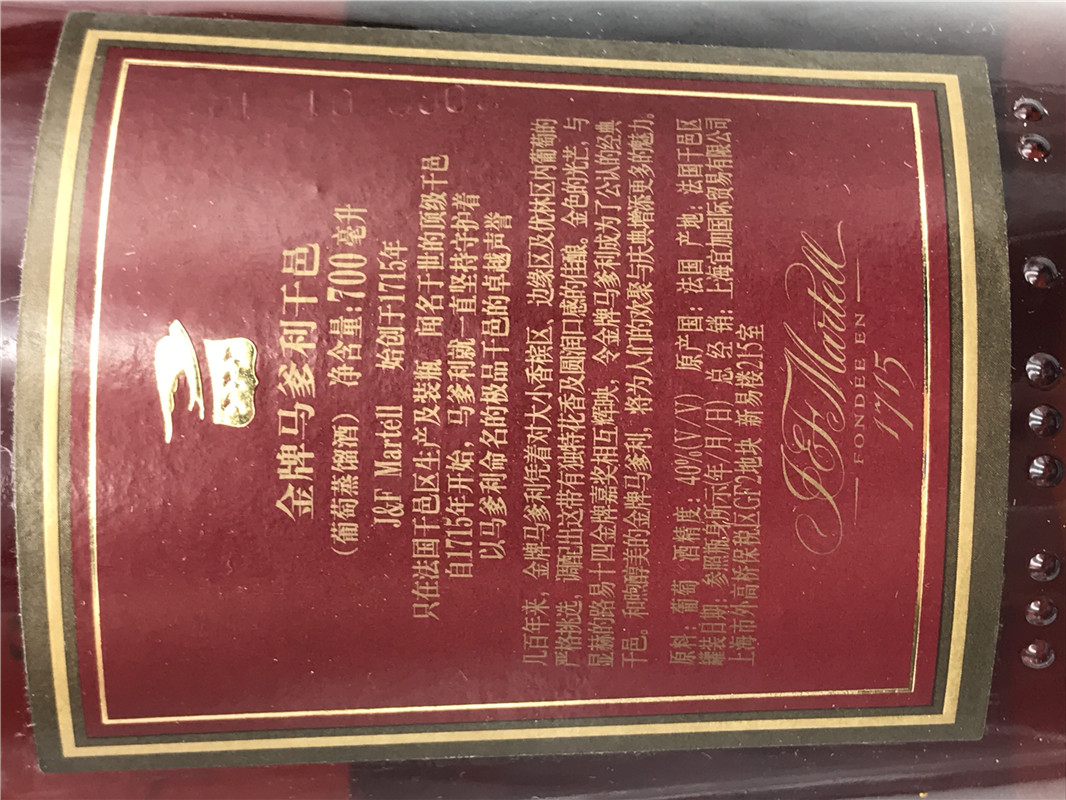 金牌马爹利干邑
（葡萄蒸馏酒） 净含量:700毫升
J&F Martell 始创于1715年
只在法国干邑区生产及装瓶 闻名于世的顶级干邑
自1715年开始，马爹利就一直坚持守护着
以马爹利命名的极品干邑的卓越声誉
几百年来，金牌马爹利凭着对大小香槟区、边缘区及优林区内葡萄的
严格挑选，调配出这带有独特花香及圆润口感的佳酿。金色的光芒，与
显赫的路易十四金牌嘉奖相互辉映，令金牌马爹利成为了公认的经典
干邑。和煦醇美的金牌马爹利，将为人们的欢聚与庆典增添更多的魅力。
原料：葡萄 酒精度：40%(V/V) 原产国：法国 产地：法国干邑区
罐装日期：参照瓶身所示(年/月/日) 总经销：上海宜加国际贸易有限公司
上海市外高桥保税区GF2地块 新易楼215室
J&F Martell
FONDÉE EN
1715